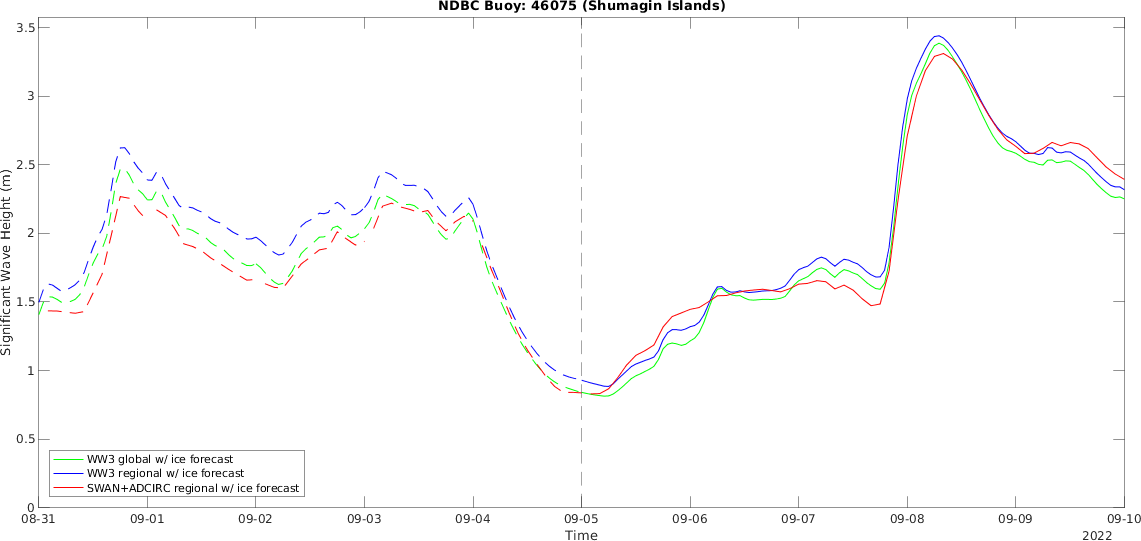 NDBC Buoy: 46075 (Shumagin Islands)
3.5
3
2.5
2
1.5
1
0.5
0
Significant Wave Height (m)
WW3 global w/ ice forecast
WW3 regional w/ ice forecast
SWAN+ADCIRC regional w/ ice forecast
08-31 09-01 09-02 09-03 09-04 09-05 09-06 09-07 09-08 09-09 09-10
Time
2022